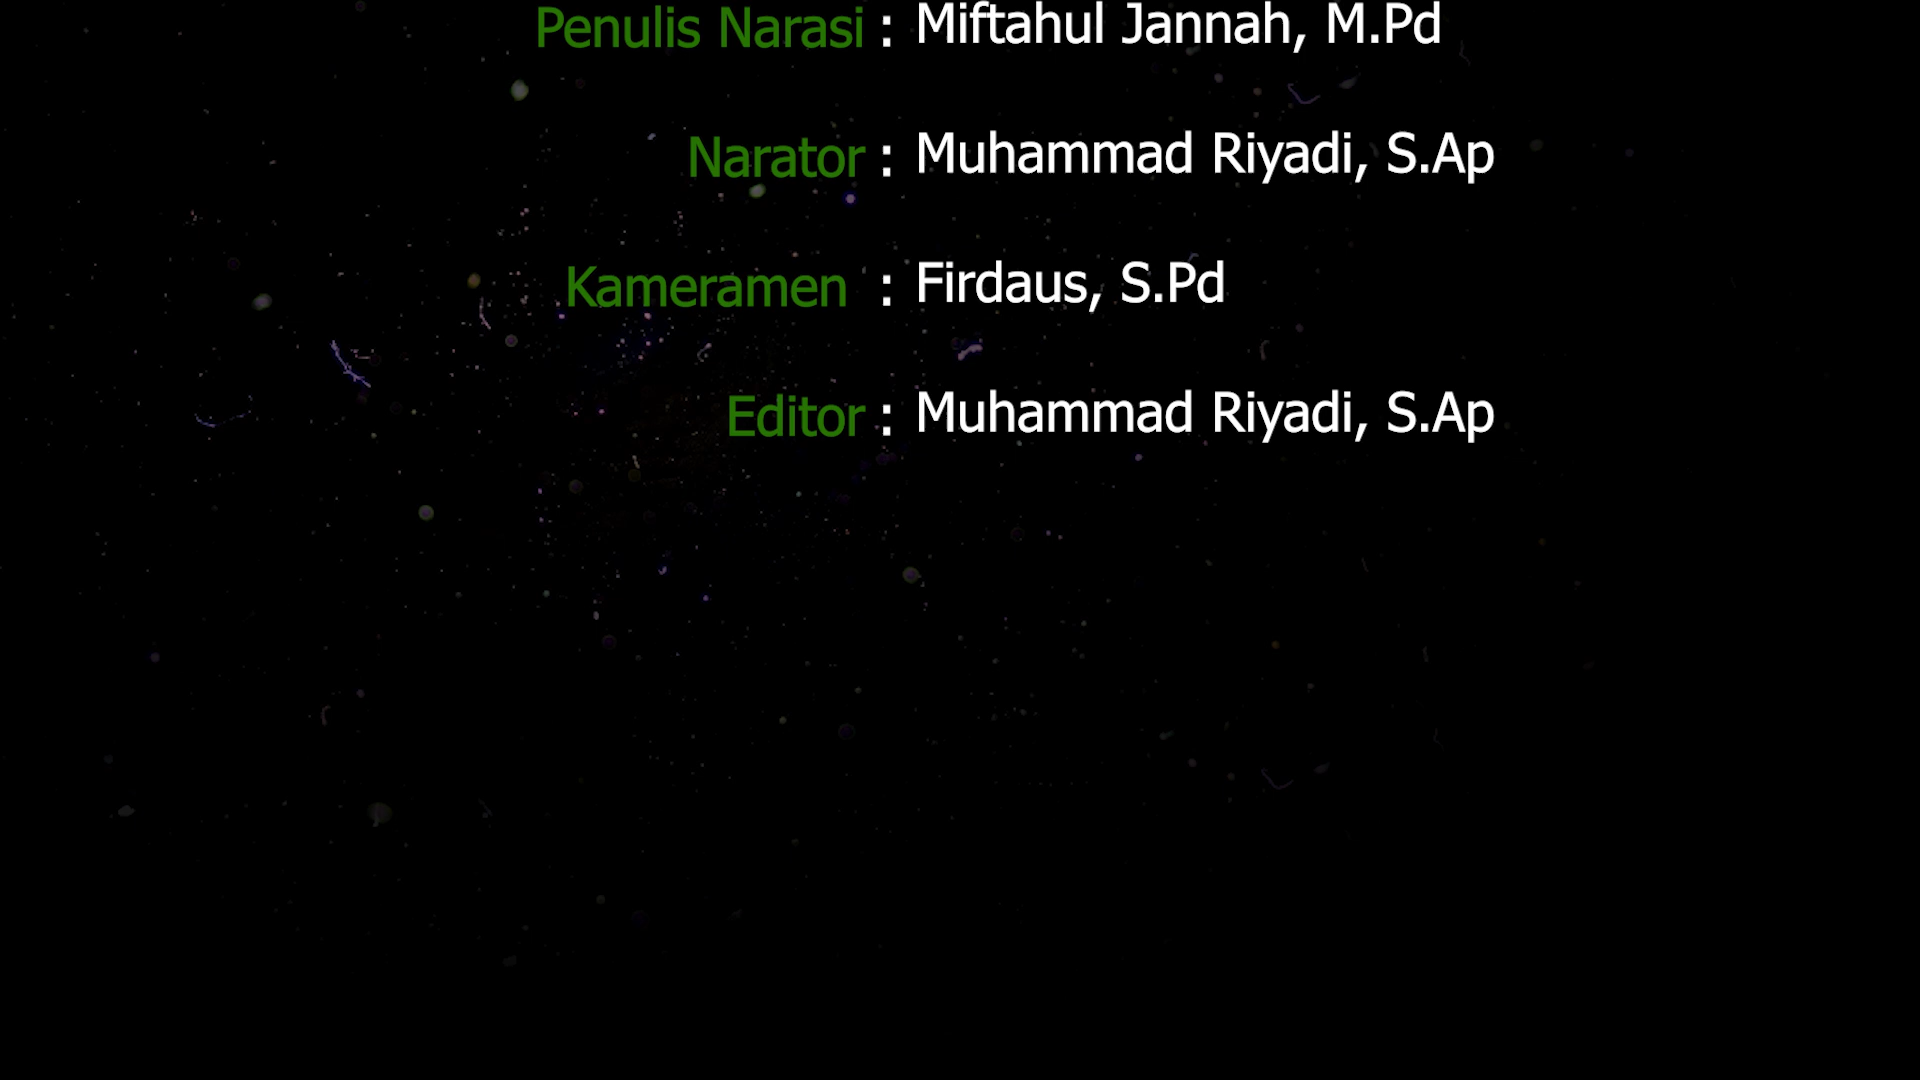 Penulis Narasi : Miftahul Jannah, M.Pd
Narator : Muhammad Riyadi, S.Ap
Kameramen : Firdaus, S.Pd
Editor : Muhammad Riyadi, S.Ap